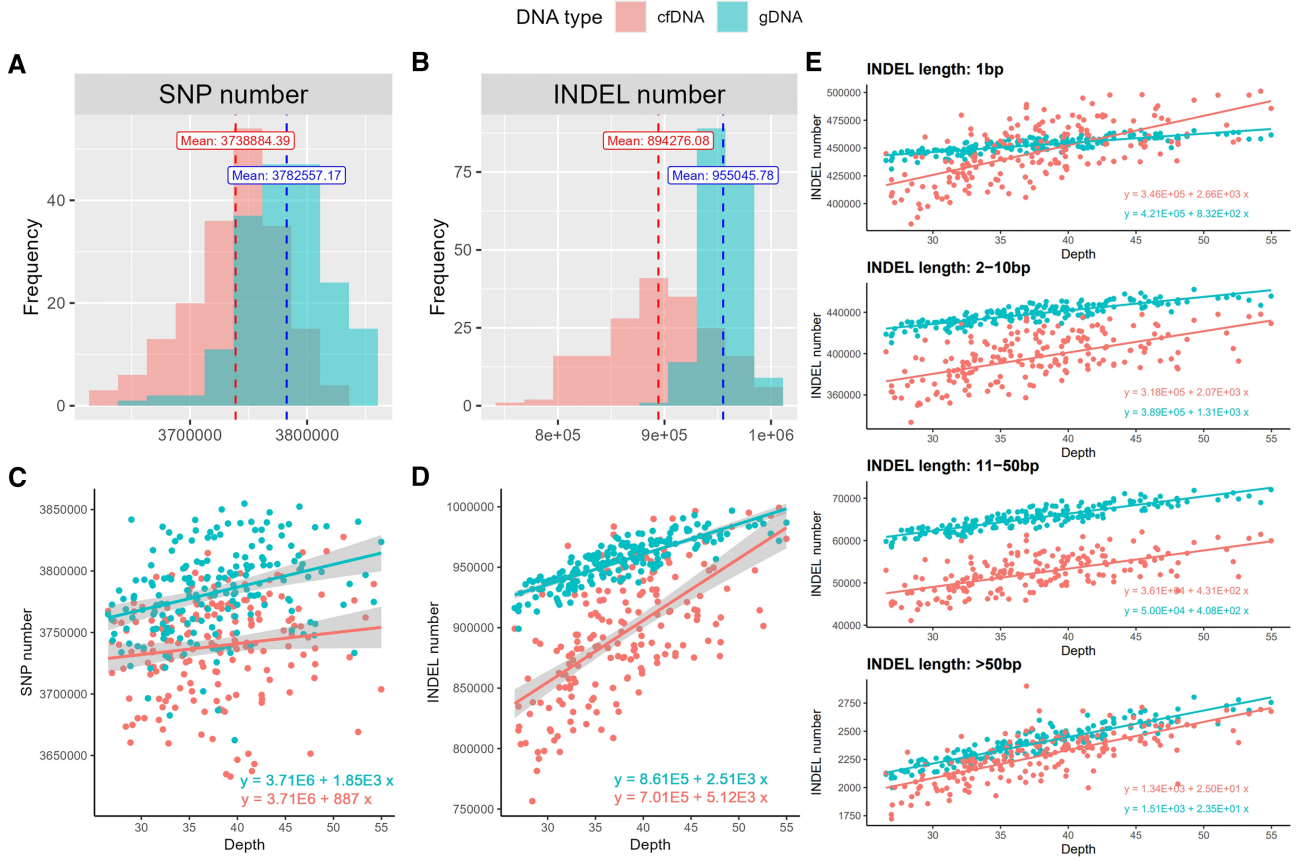 DNA type cfDNA gDNA
A
SNP number
Mean: 3738884.39
Mean: 3782557.17
Frequency
40
20
0
3700000 3800000
B
INDEL number
Mean: 894276.08
Mean: 955045.78
Frequency
75
50
25
0
8e+05 9e+05 1e+06
C
SNP number
3850000
3800000
3750000
3700000
3650000
y = 3.71E6 + 1.85E3 x
y = 3.71E6 + 887 x
30 35 40 45 50 55
Depth
D
INDEL number
1000000
950000
900000
850000
800000
750000
y = 8.61E5 + 2.51E3 x
y = 7.01E5 + 5.12E3 x
30 35 40 45 50 55
Depth
E
INDEL length: 1bp
INDEL number
500000
475000
450000
425000
400000
y = 3.46E+05 + 2.66E+03 x
y = 4.21E+05 + 8.32E+02 x
30 35 40 45 50 55
Depth
INDEL length: 2−10bp
INDEL number
440000
400000
360000
y = 3.18E+05 + 2.07E+03 x
y = 3.89E+05 + 1.31E+03 x
30 35 40 45 50 55
Depth
INDEL length: 11−50bp
INDEL number
70000
60000
50000
40000
y = 3.61E+04 + 4.31E+02 x
y = 5.00E+04 + 4.08E+02 x
30 35 40 45 50 55
Depth
INDEL length: >50bp
INDEL number
2750
2500
2250
2000
1750
y = 1.34E+03 + 2.50E+01 x
y = 1.51E+03 + 2.35E+01 x
30 35 40 45 50 55
Depth